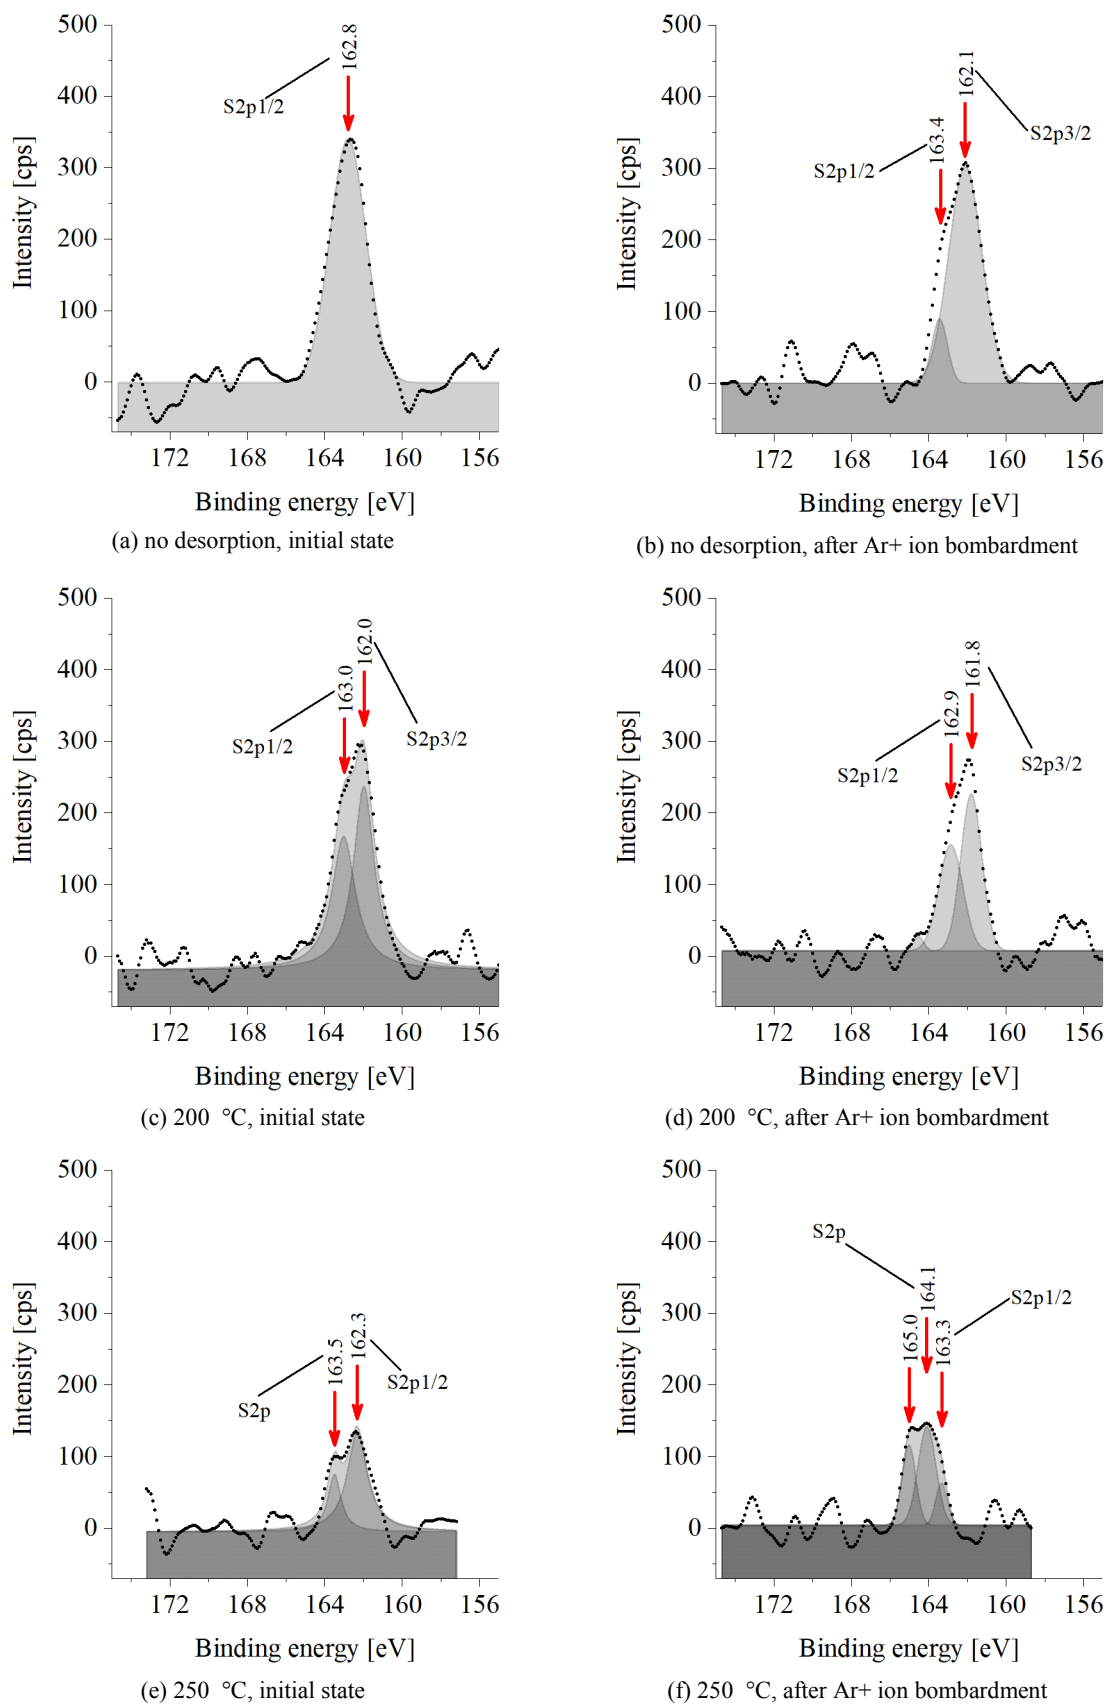 500
400
300
200
100
0
Intensity [cps]
162.8
S2p1/2
172 168 164 160 156
Binding energy [eV]
(a) no desorption, initial state
500
400
300
200
100
0
Intensity [cps]
162.1
163.4
S2p3/2
S2p1/2
172 168 164 160 156
Binding energy [eV]
(b) no desorption, after Ar+ ion bombardment
500
400
300
200
100
0
Intensity [cps]
162.0
163.0
S2p1/2
S2p3/2
172 168 164 160 156
Binding energy [eV]
(c) 200 °C, initial state
500
400
300
200
100
0
Intensity [cps]
161.8
162.9
S2p1/2
S2p3/2
172 168 164 160 156
Binding energy [eV]
(d) 200 °C, after Ar+ ion bombardment
500
400
300
200
100
0
Intensity [cps]
163.5
162.3
S2p
S2p1/2
172 168 164 160 156
Binding energy [eV]
(e) 250 °C, initial state
500
400
300
200
100
0
Intensity [cps]
S2p
165.0
164.1
163.3
S2p1/2
172 168 164 160 156
Binding energy [eV]
(f) 250 °C, after Ar+ ion bombardment